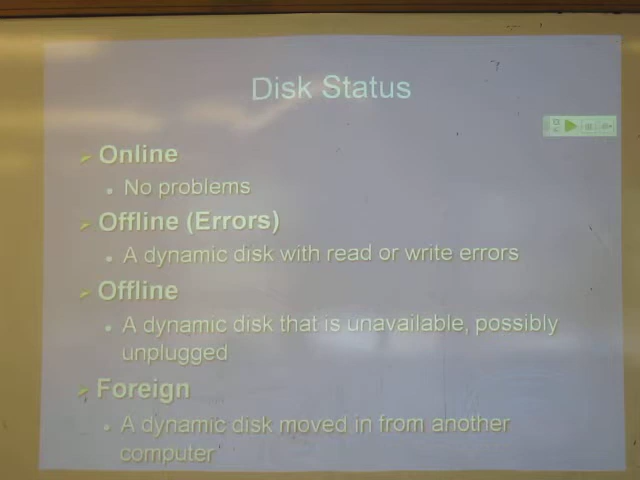 Disk Status
Online
No problems
Offline (Errors)
A dynamic disk with read or write errors
Offline
A dynamic disk that is unavailable, possibly
unplugged
Foreign
A dynamic disk moved in from another
computer